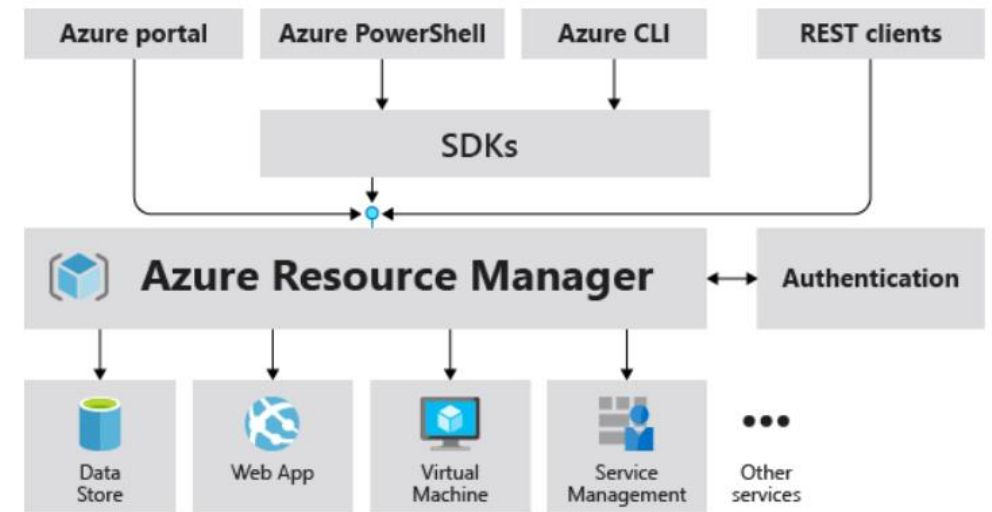 Azure portal
Azure PowerShell
Azure CLI
REST clients
SDKs
Azure Resource Manager
Authentication
Data
Store
Web App
Virtual
Machine
Service
Management
Other
services